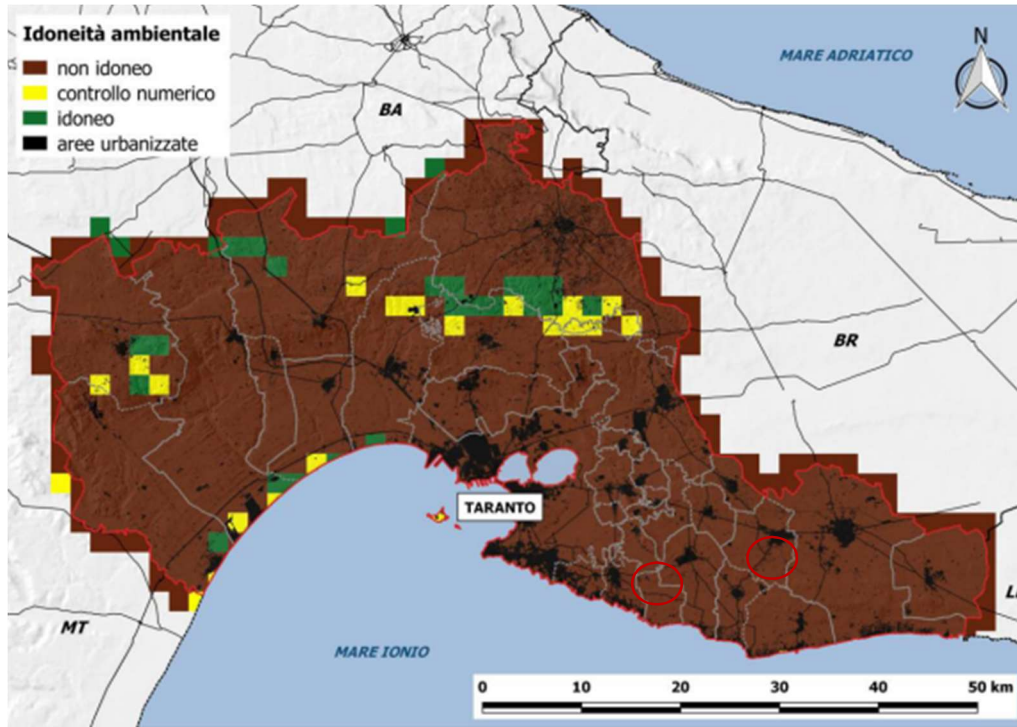 Idoneità ambientale
non idoneo
controllo numerico
idoneo
aree urbanizzate
MARE ADRIATICO
N
BA
BR
TARANTO
MT
MARE IONIO
0 10 20 30 40 50 km